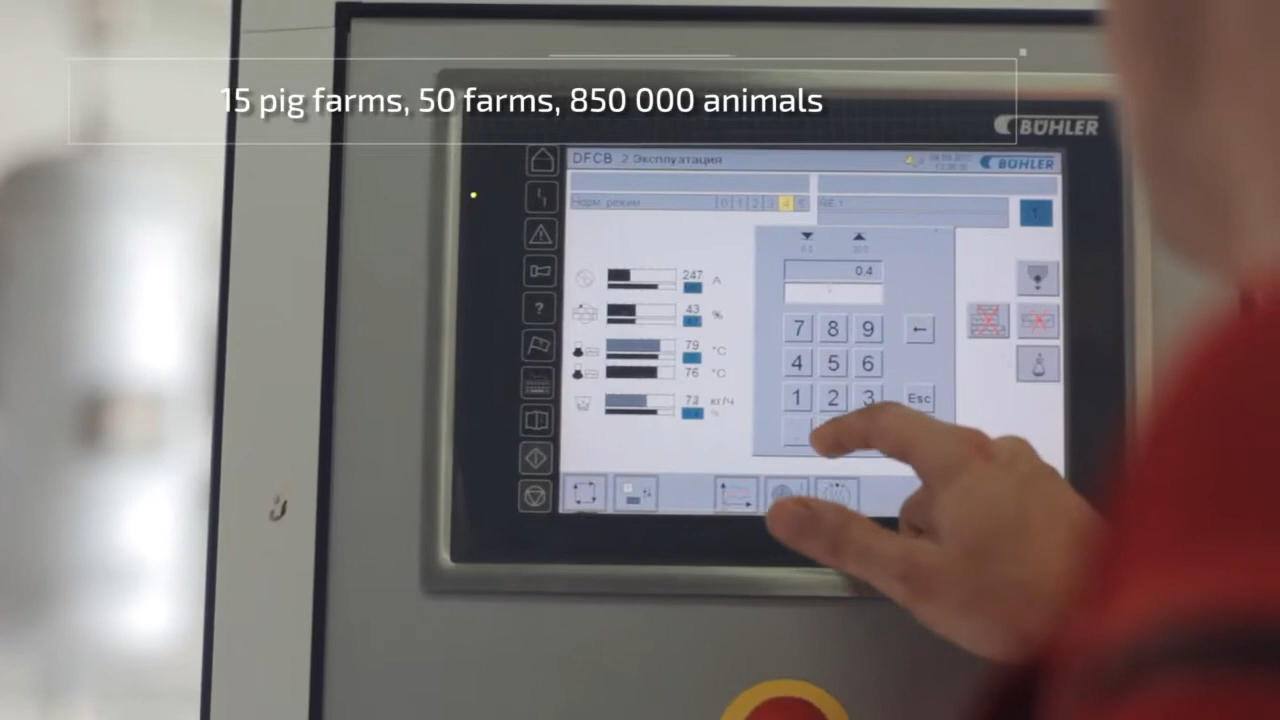 15 pig farms, 50 farms, 850 000 animals
BÜHLER
DFCB 2 Эксплуатация
BÜHLER
Норм. режим 0 1 2 3 4 5
0.4
247 A
43 %
79 °C
76 °C
73 кг/ч
%
7 8 9 ←
4 5 6
1 2 3 Esc
?